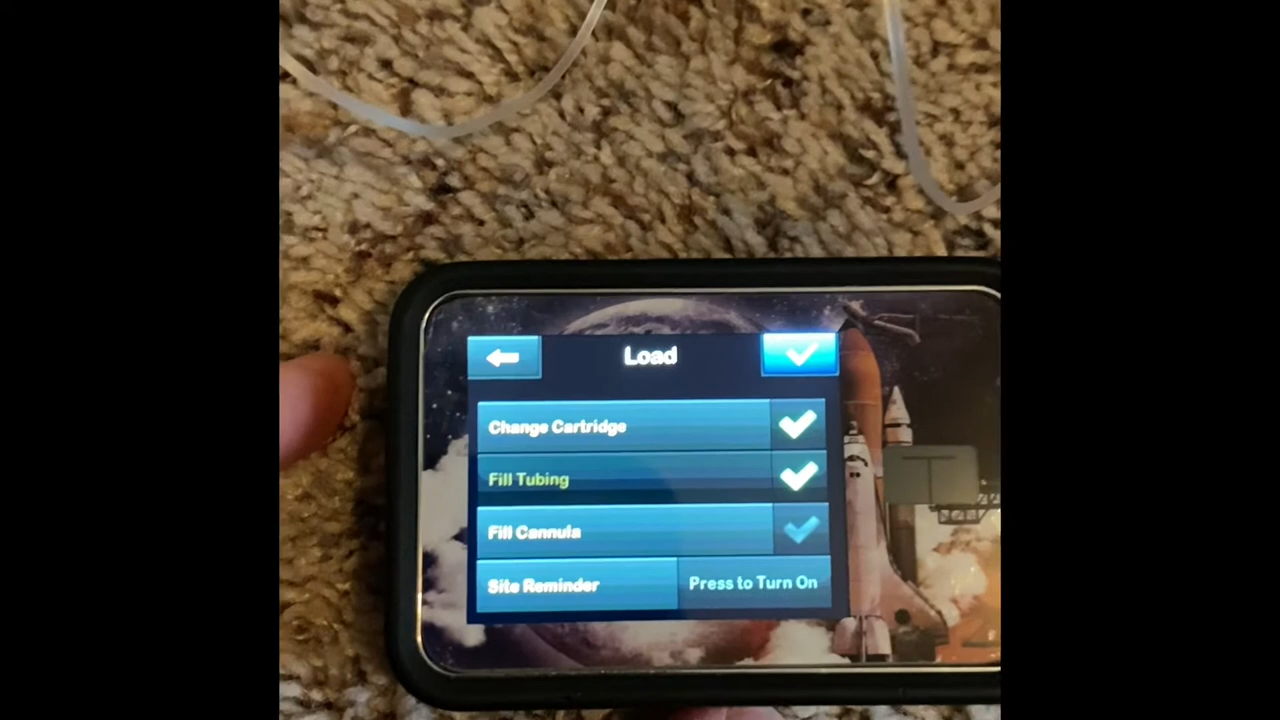 Load
Change Cartridge
Fill Tubing
Fill Cannula
Site Reminder Press to Turn On